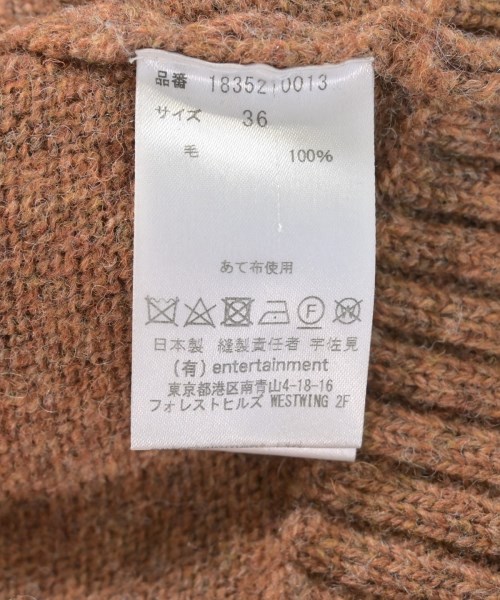 品番 1835210013
サイズ 36
毛 100%
あて布使用
日本製 縫製責任者 宇佐見
(有) entertainment
東京都港区南青山4-18-16
フォレストヒルズ WESTWING 2F